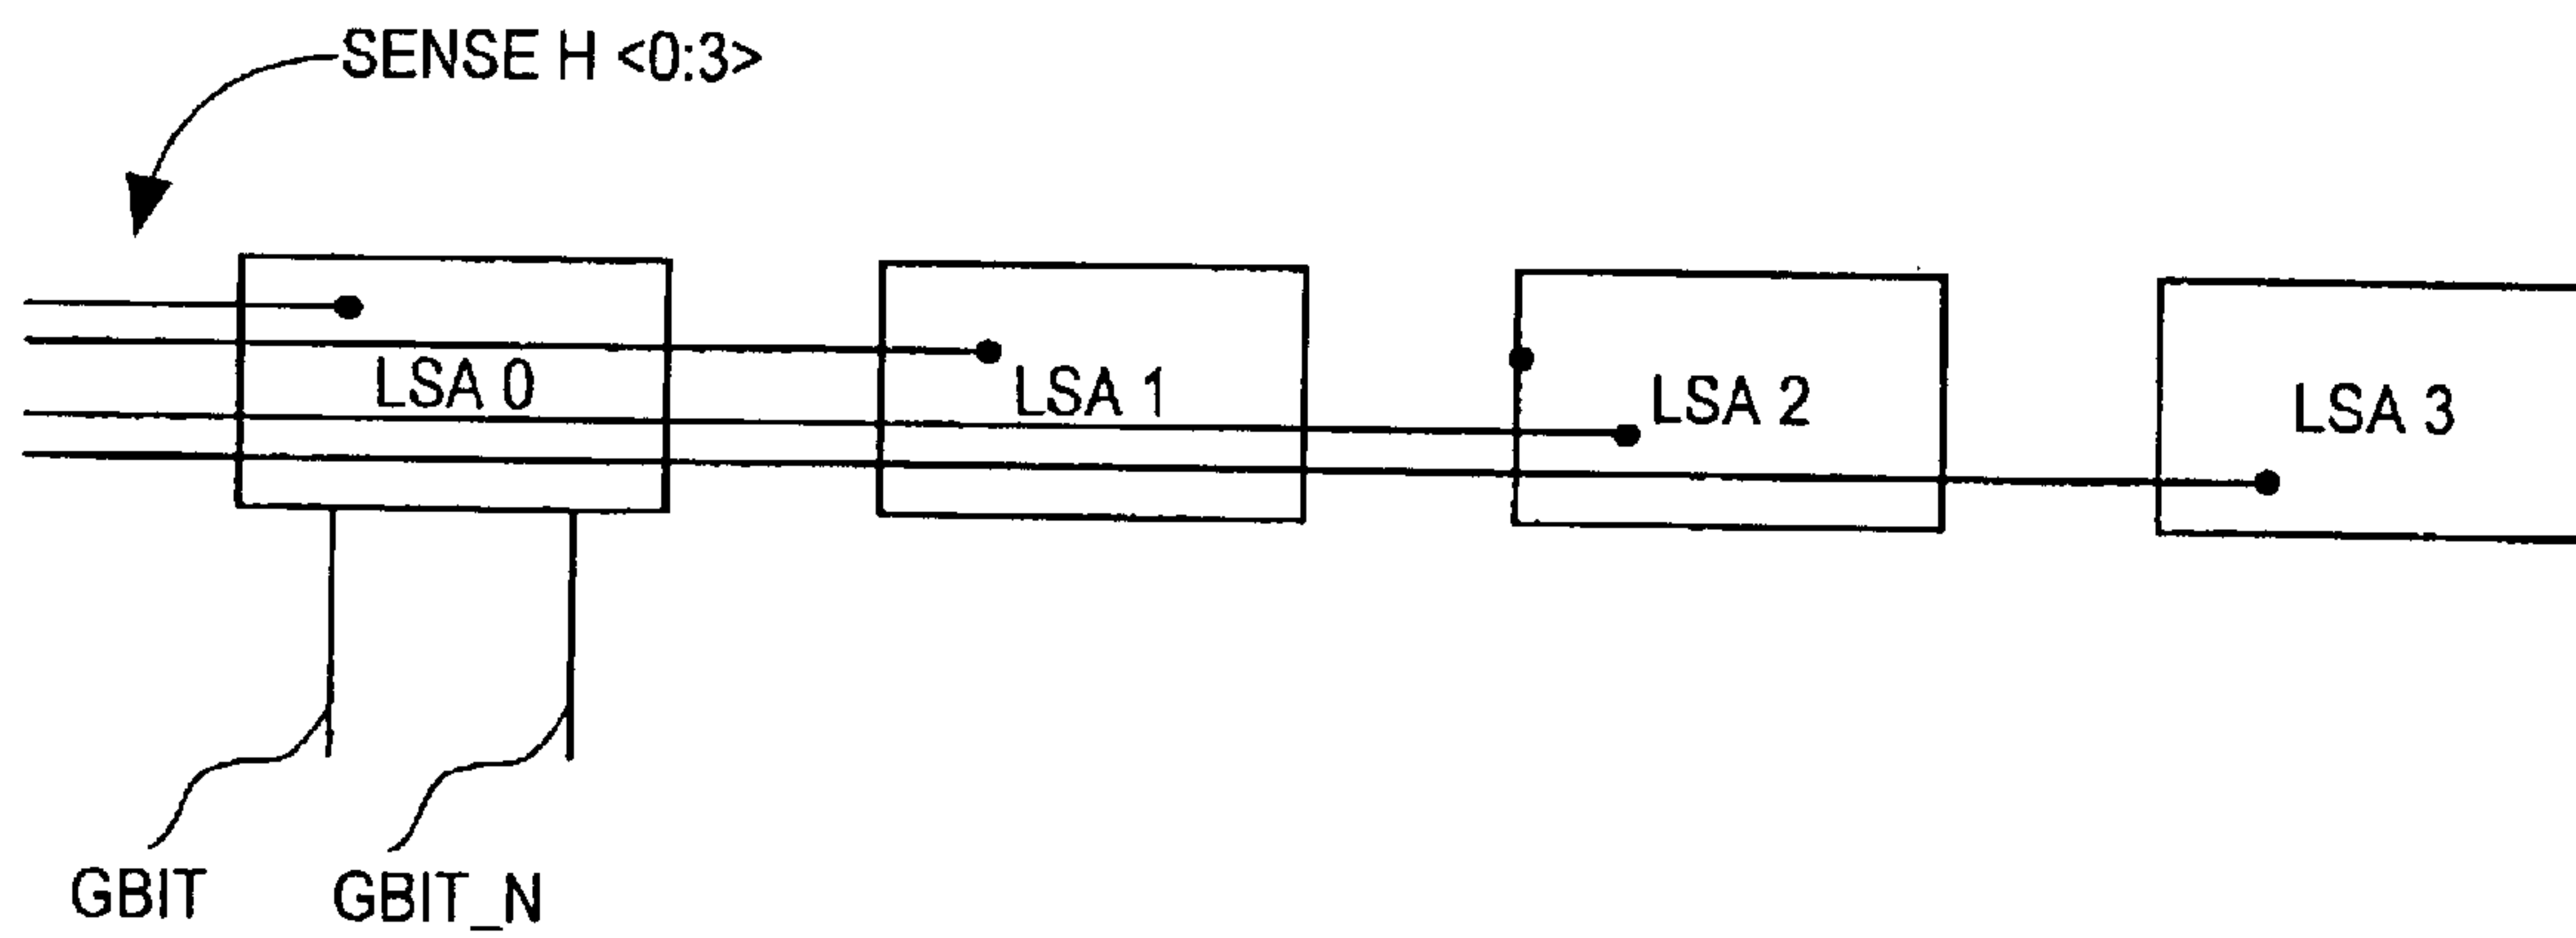 SENSE H <0:3>
LSA 0
LSA 1
LSA 2
LSA 3
GBIT
GBIT_N